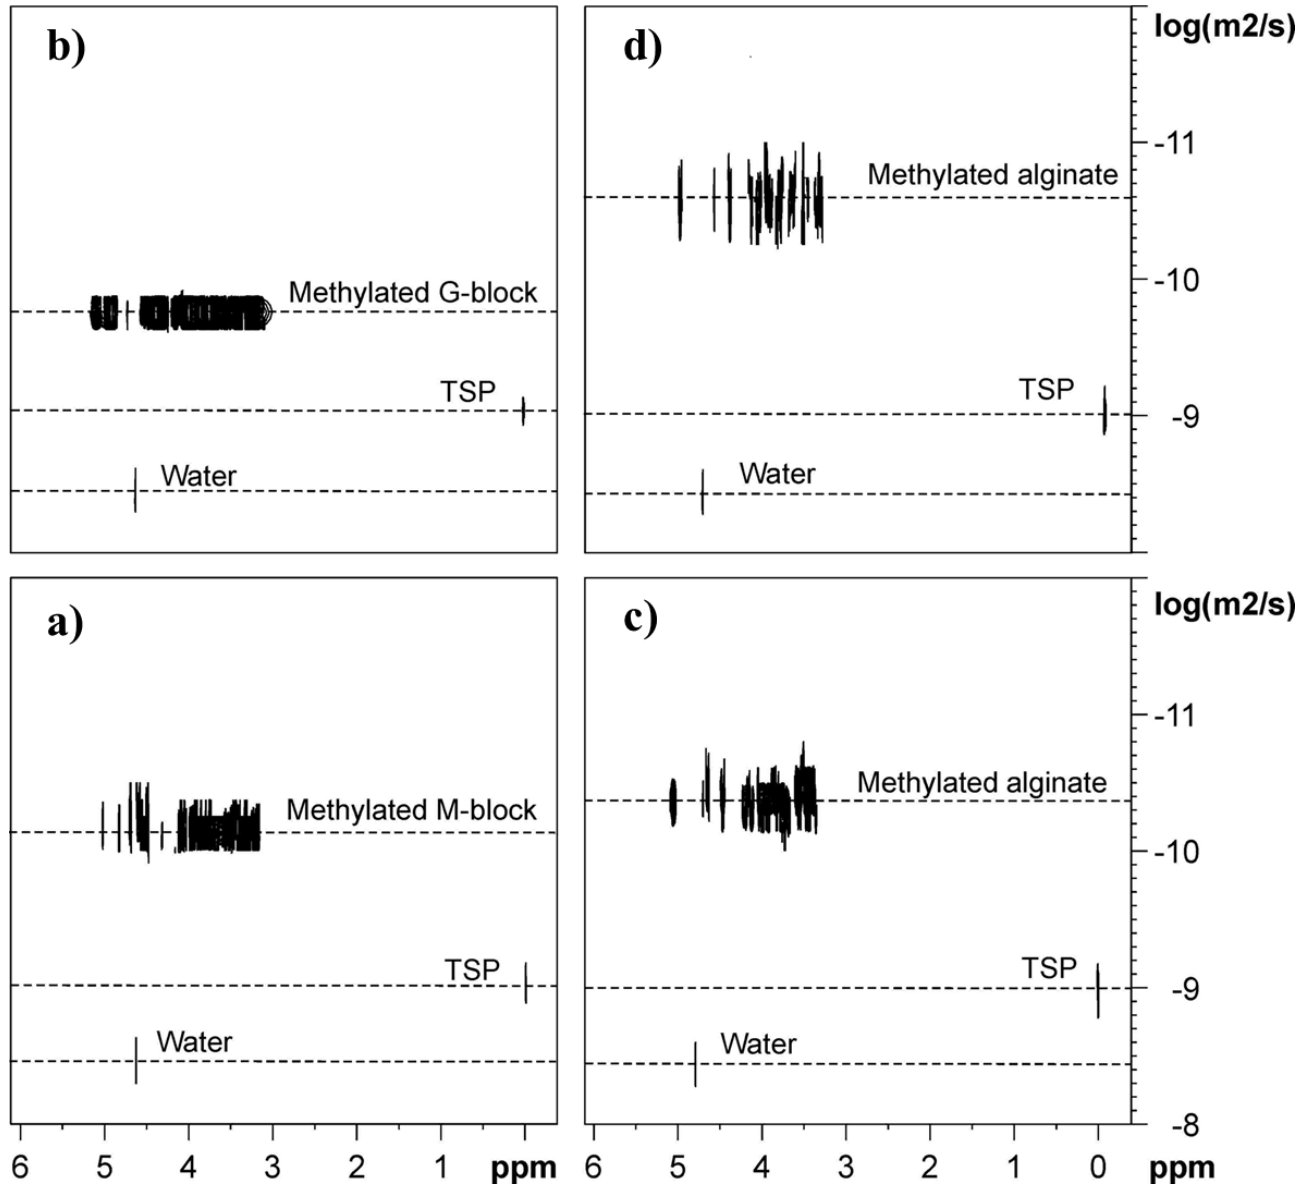 b)
Methylated G-block
TSP
Water
d)
log(m2/s)
-11
Methylated alginate
-10
TSP
-9
Water
a)
Methylated M-block
TSP
Water
6 5 4 3 2 1 ppm
c)
log(m2/s)
-11
Methylated alginate
-10
TSP
-9
Water
-8
6 5 4 3 2 1 0 ppm